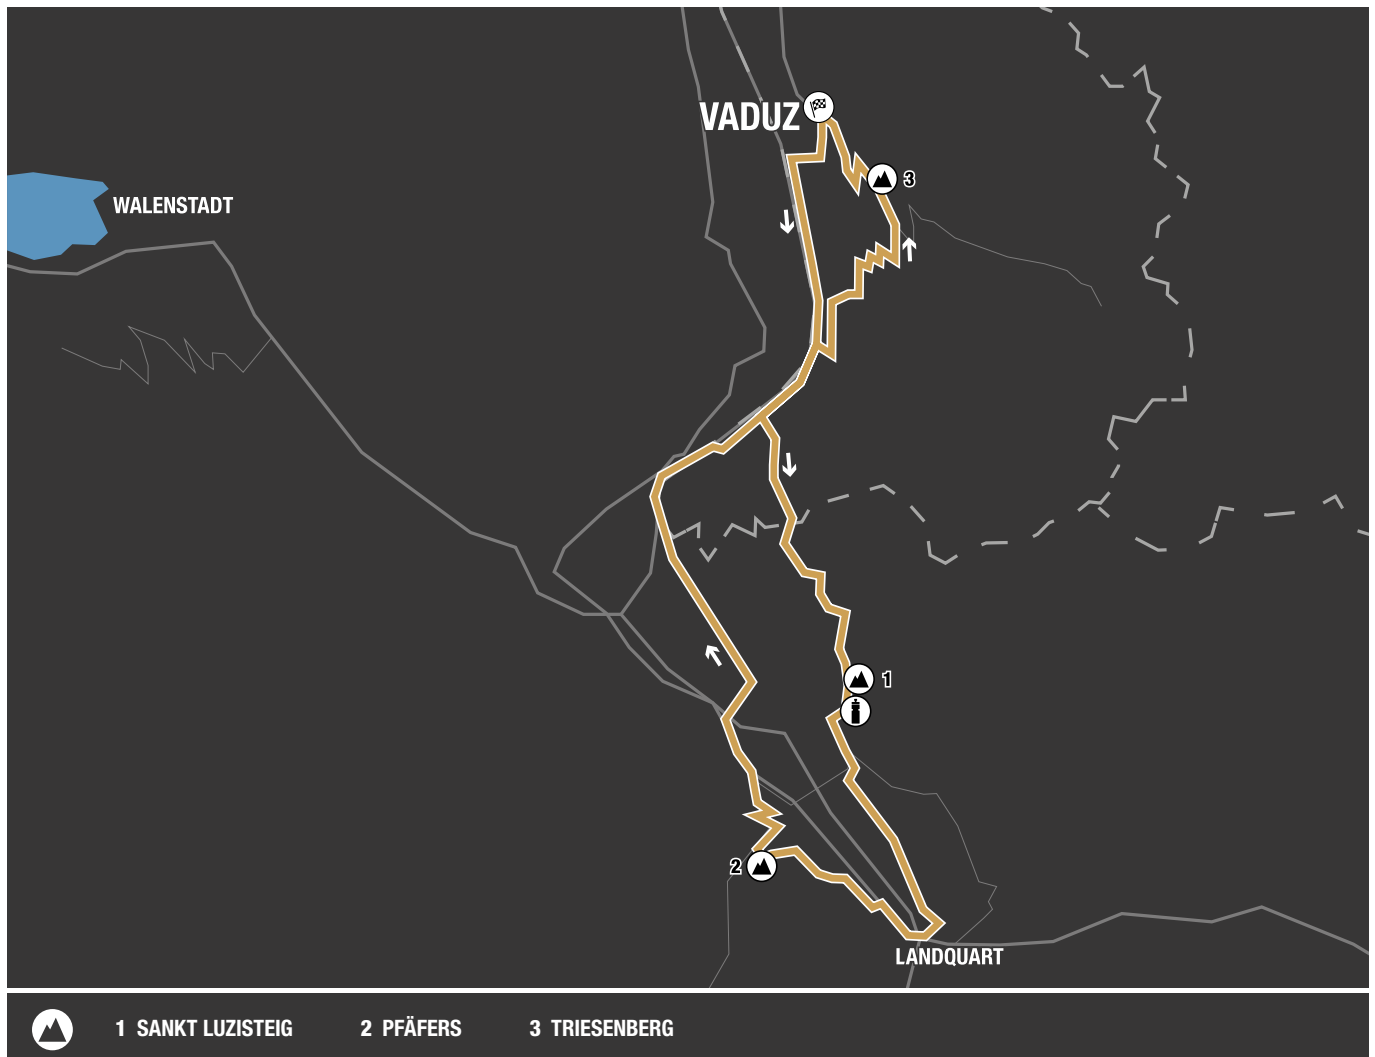 VADUZ
3
WALENSTADT
1
2
LANDQUART
1 SANKT LUZISTEIG 2 PFÄFERS 3 TRIESENBERG